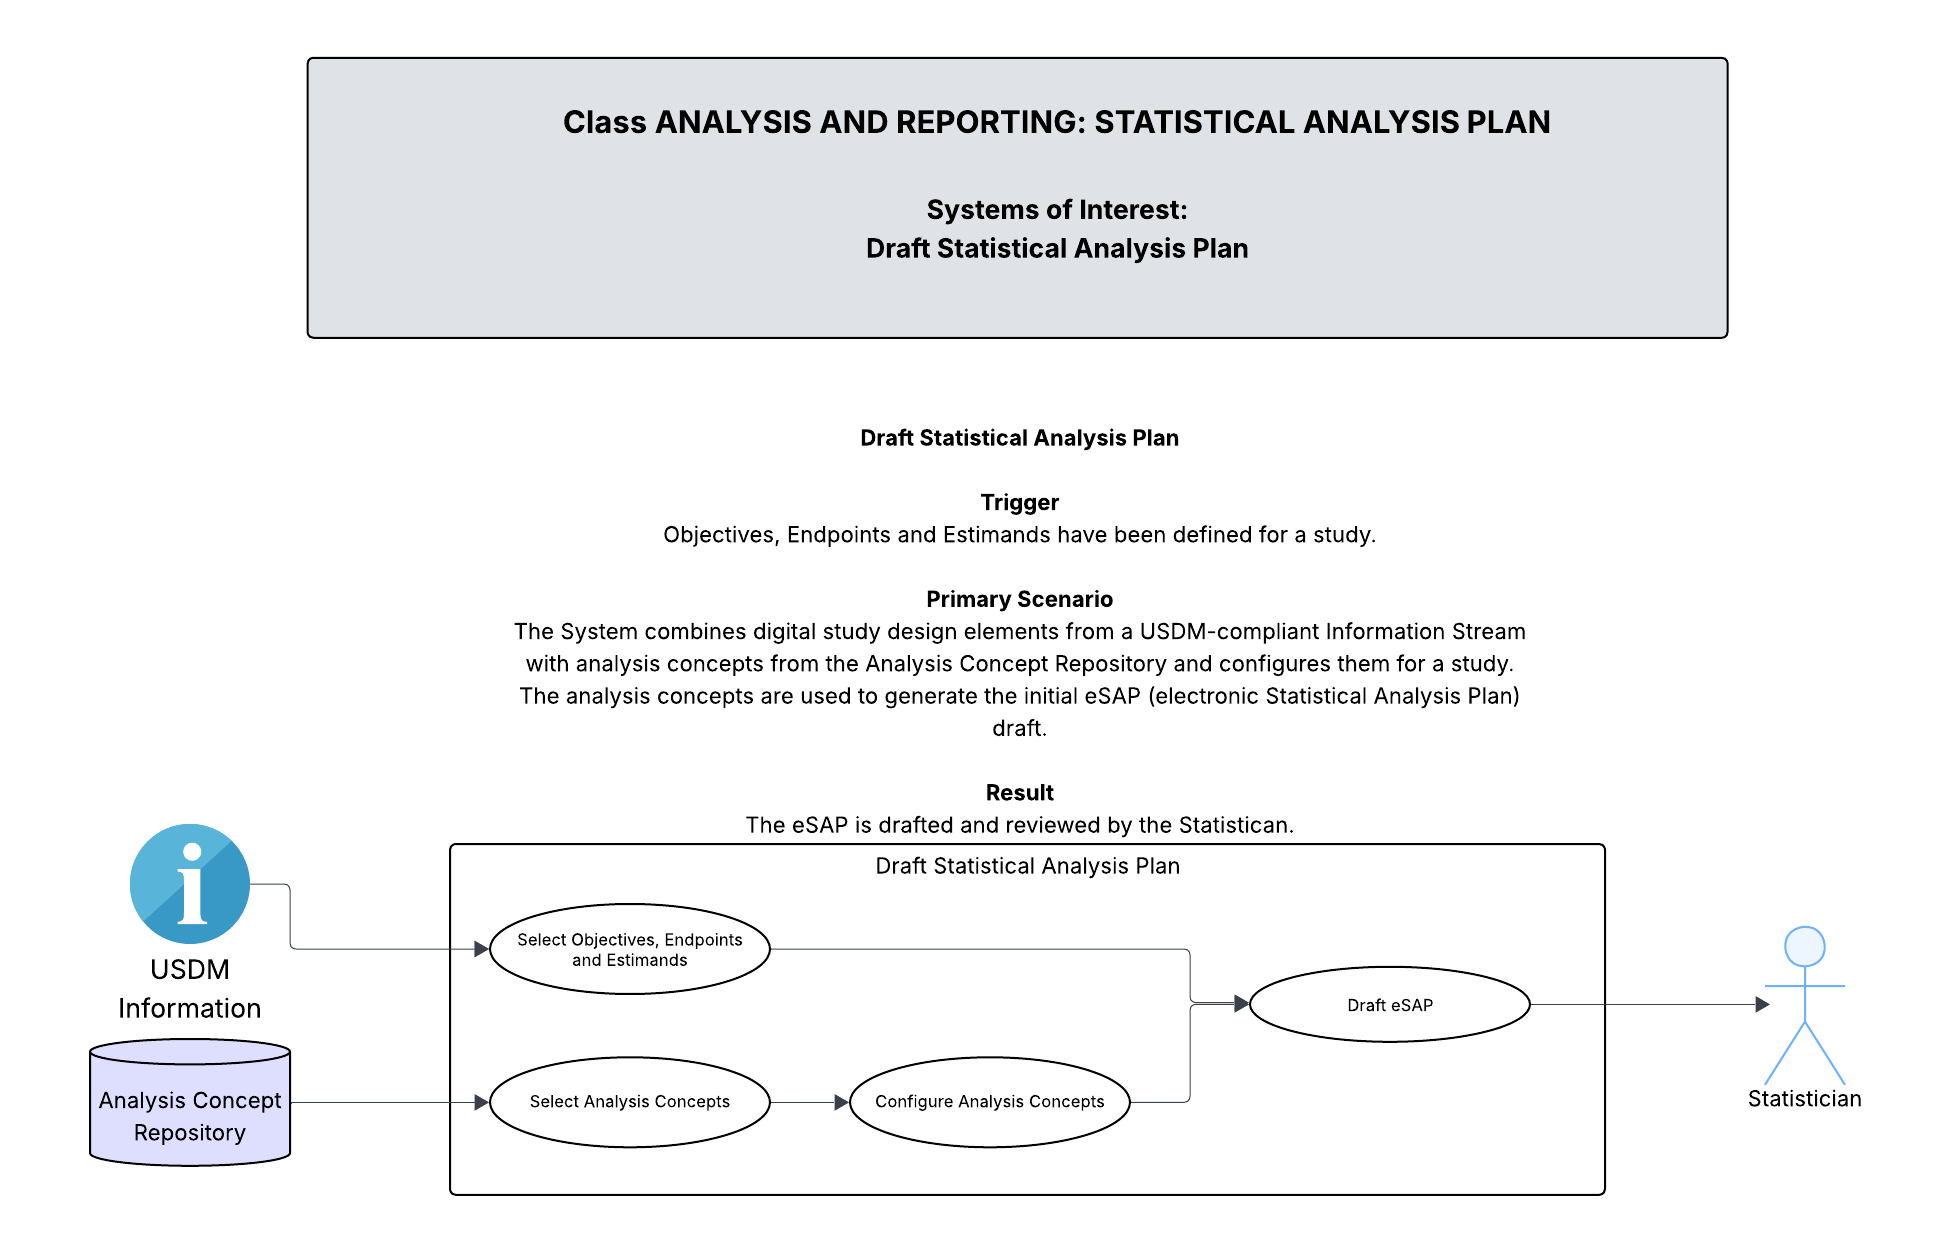 Class ANALYSIS AND REPORTING: STATISTICAL ANALYSIS PLAN
Systems of Interest:
Draft Statistical Analysis Plan
Draft Statistical Analysis Plan
Trigger
Objectives, Endpoints and Estimands have been defined for a study.
Primary Scenario
The System combines digital study design elements from a USDM-compliant Information Stream
with analysis concepts from the Analysis Concept Repository and configures them for a study.
The analysis concepts are used to generate the initial eSAP (electronic Statistical Analysis Plan)
draft.
Result
The eSAP is drafted and reviewed by the Statistican.
Draft Statistical Analysis Plan
USDM
Information
Select Objectives, Endpoints
and Estimands
Draft eSAP
Analysis Concept
Repository
Select Analysis Concepts
Configure Analysis Concepts
Statistician